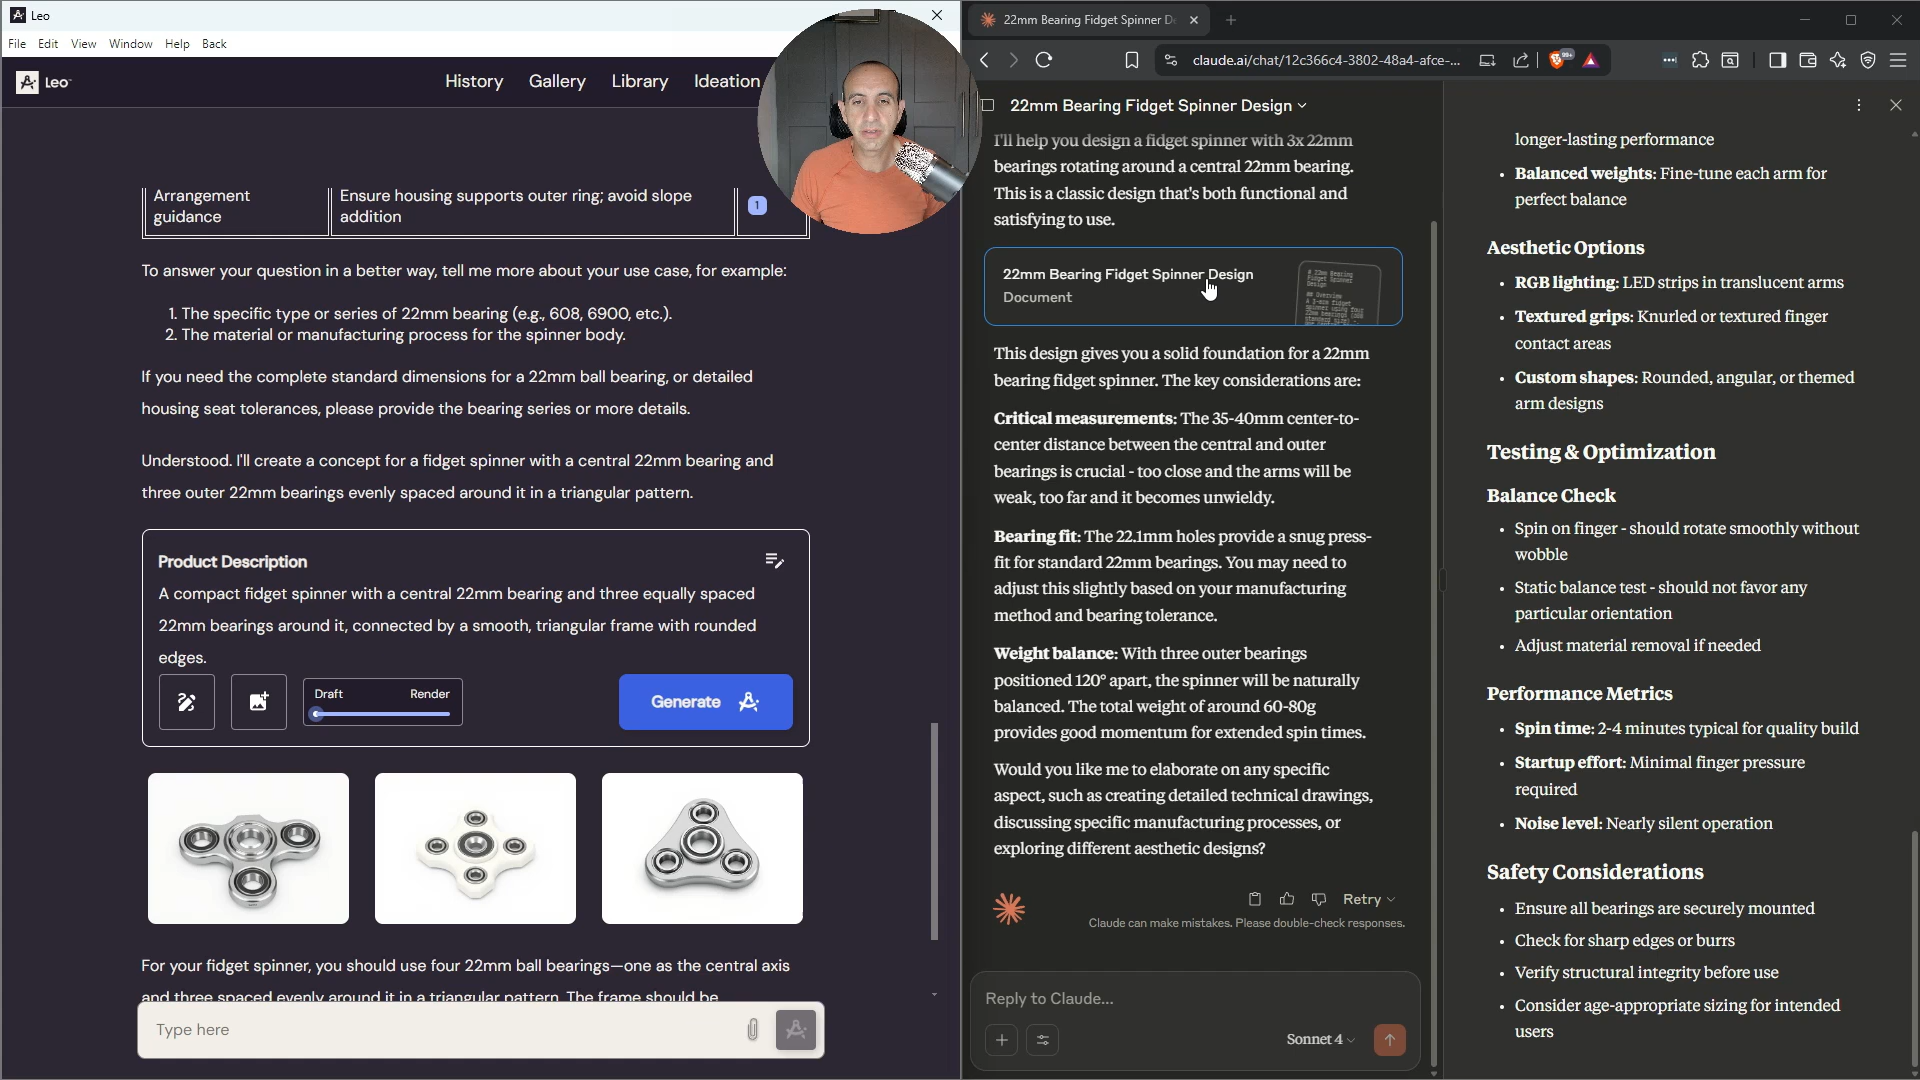 Leo
File Edit View Window Help Back
Leo
History Gallery Library Ideation
Arrangement guidance
Ensure housing supports outer ring; avoid slope addition
1
To answer your question in a better way, tell me more about your use case, for example:
1. The specific type or series of 22mm bearing (e.g., 608, 6900, etc.).
2. The material or manufacturing process for the spinner body.
If you need the complete standard dimensions for a 22mm ball bearing, or detailed
housing seat tolerances, please provide the bearing series or more details.
Understood. I'll create a concept for a fidget spinner with a central 22mm bearing and
three outer 22mm bearings evenly spaced around it in a triangular pattern.
Product Description
A compact fidget spinner with a central 22mm bearing and three equally spaced
22mm bearings around it, connected by a smooth, triangular frame with rounded
edges.
Draft Render
Generate
For your fidget spinner, you should use four 22mm ball bearings—one as the central axis
and three spaced evenly around it in a triangular pattern. The frame should be
Type here
22mm Bearing Fidget Spinner D
claude.ai/chat/12c366c4-3802-48a4-afce-...
99+
22mm Bearing Fidget Spinner Design
I'll help you design a fidget spinner with 3x 22mm
bearings rotating around a central 22mm bearing.
This is a classic design that's both functional and
satisfying to use.
22mm Bearing Fidget Spinner Design
Document
# 22mm Bearing
Fidget Spinner
Design
## Overview
This design gives you a solid foundation for a 22mm
bearing fidget spinner. The key considerations are:
Critical measurements: The 35-40mm center-to-
center distance between the central and outer
bearings is crucial - too close and the arms will be
weak, too far and it becomes unwieldy.
Bearing fit: The 22.1mm holes provide a snug press-
fit for standard 22mm bearings. You may need to
adjust this slightly based on your manufacturing
method and bearing tolerance.
Weight balance: With three outer bearings
positioned 120° apart, the spinner will be naturally
balanced. The total weight of around 60-80g
provides good momentum for extended spin times.
Would you like me to elaborate on any specific
aspect, such as creating detailed technical drawings,
discussing specific manufacturing processes, or
exploring different aesthetic designs?
Retry
Claude can make mistakes. Please double-check responses.
Reply to Claude...
Sonnet 4
longer-lasting performance
• Balanced weights: Fine-tune each arm for
perfect balance
Aesthetic Options
• RGB lighting: LED strips in translucent arms
• Textured grips: Knurled or textured finger
contact areas
• Custom shapes: Rounded, angular, or themed
arm designs
Testing & Optimization
Balance Check
• Spin on finger - should rotate smoothly without
wobble
• Static balance test - should not favor any
particular orientation
• Adjust material removal if needed
Performance Metrics
• Spin time: 2-4 minutes typical for quality build
• Startup effort: Minimal finger pressure
required
• Noise level: Nearly silent operation
Safety Considerations
• Ensure all bearings are securely mounted
• Check for sharp edges or burrs
• Verify structural integrity before use
• Consider age-appropriate sizing for intended
users